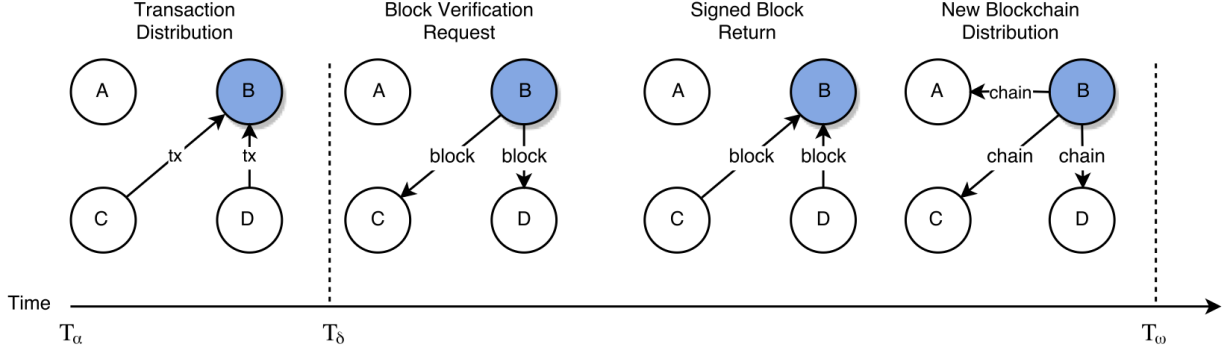 Transaction
Distribution
Block Verification
Request
Signed Block
Return
New Blockchain
Distribution
A
B
tx
tx
C
D
A
B
block
block
C
D
A
B
block
block
C
D
A
B
chain
chain
chain
C
D
Time
Tα
Tδ
Tω